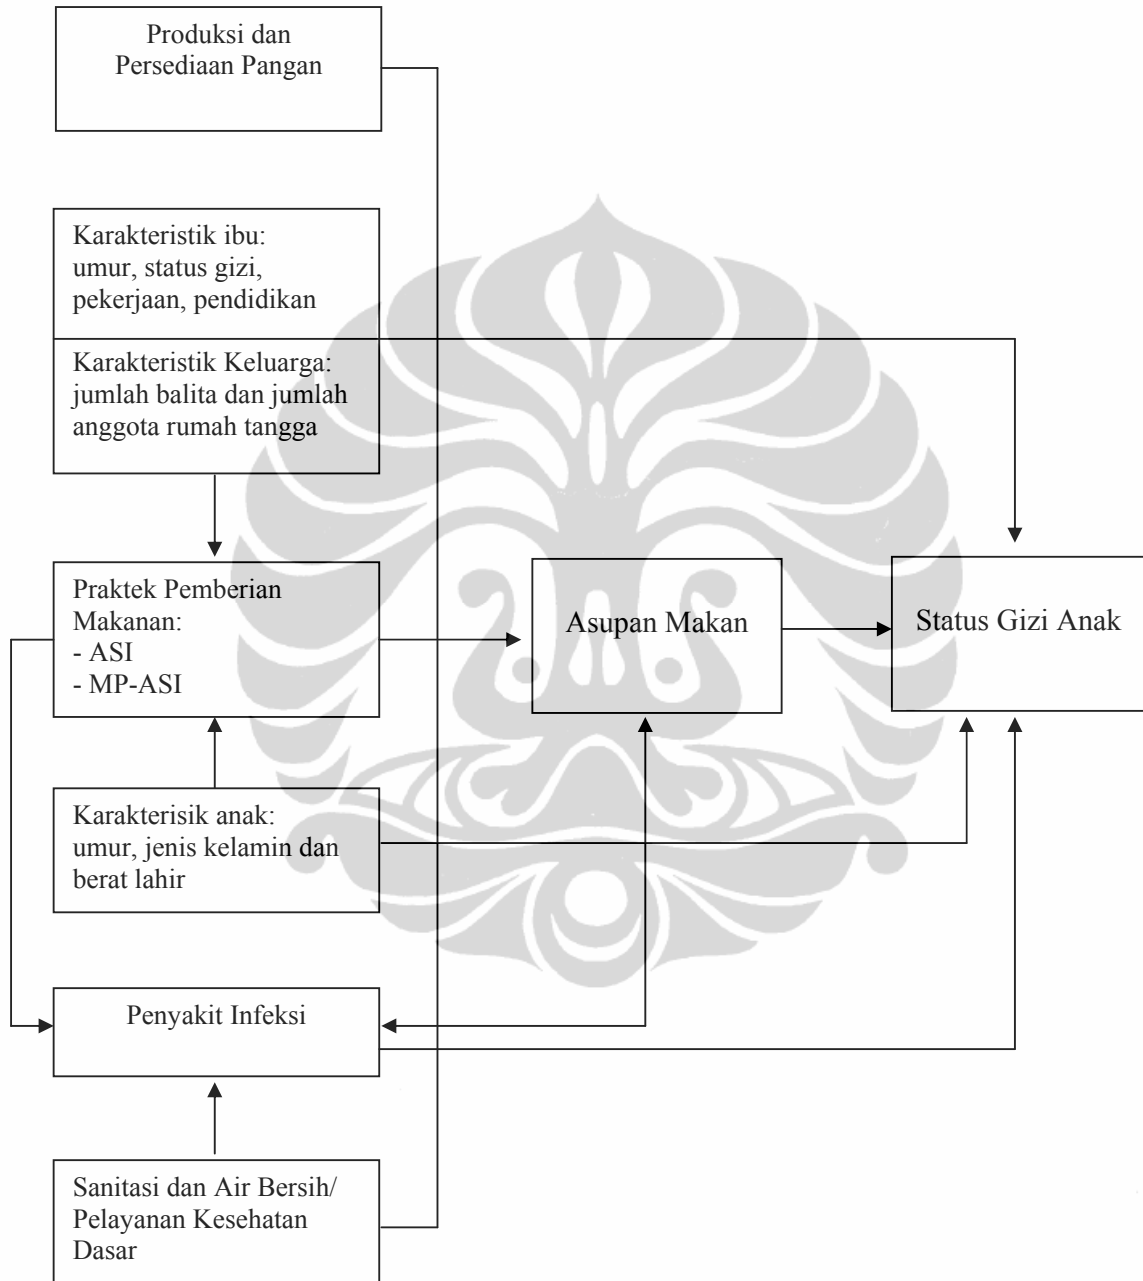 Produksi dan
Persediaan Pangan
Karakteristik ibu:
umur, status gizi,
pekerjaan, pendidikan
Karakteristik Keluarga:
jumlah balita dan jumlah
anggota rumah tangga
Praktek Pemberian
Makanan:
- ASI
- MP-ASI
Asupan Makan
Status Gizi Anak
Karakterisik anak:
umur, jenis kelamin dan
berat lahir
Penyakit Infeksi
Sanitasi dan Air Bersih/
Pelayanan Kesehatan
Dasar